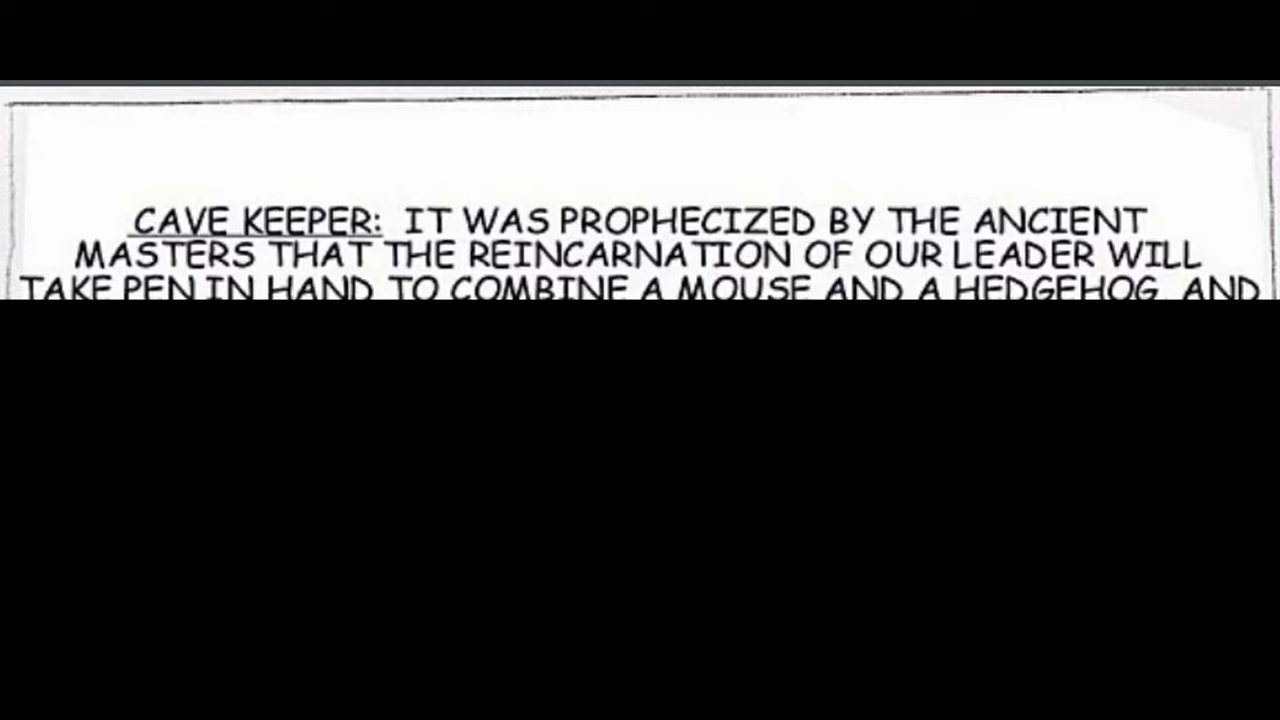 CAVE KEEPER: IT WAS PROPHECIZED BY THE ANCIENT
MASTERS THAT THE REINCARNATION OF OUR LEADER WILL
TAKE PEN IN HAND TO COMBINE A MOUSE AND A HEDGEHOG, AND